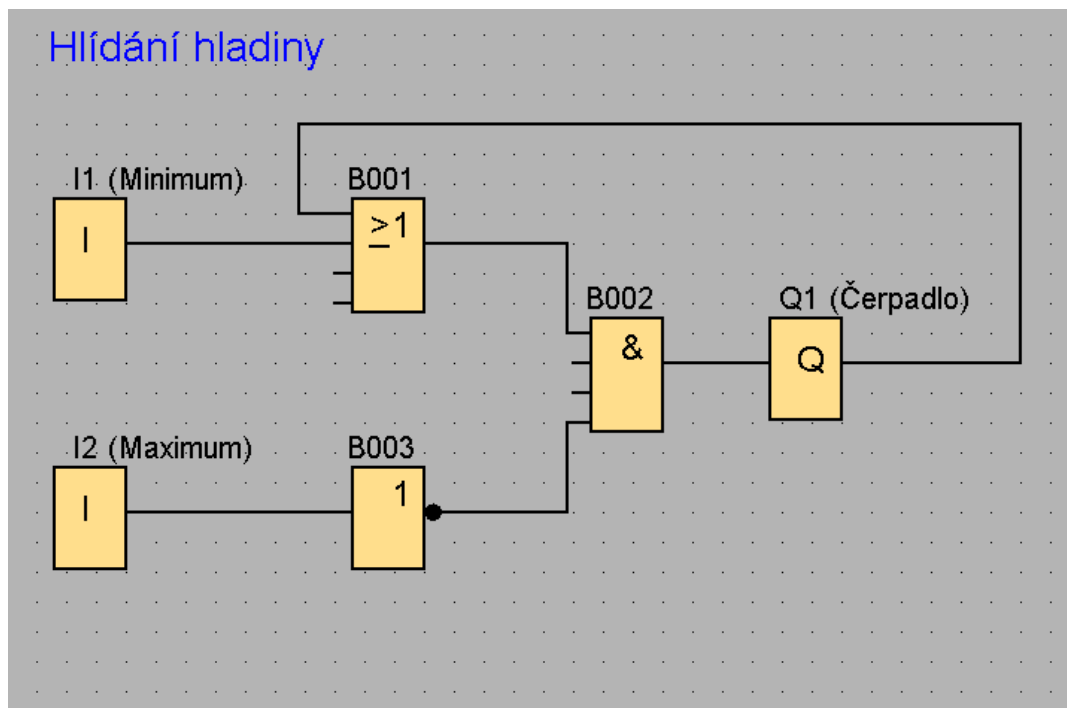 Hlídání hladiny
I1 (Minimum)
B001
I
≥1
B002
Q1 (Čerpadlo)
&
Q
I2 (Maximum)
B003
I
1